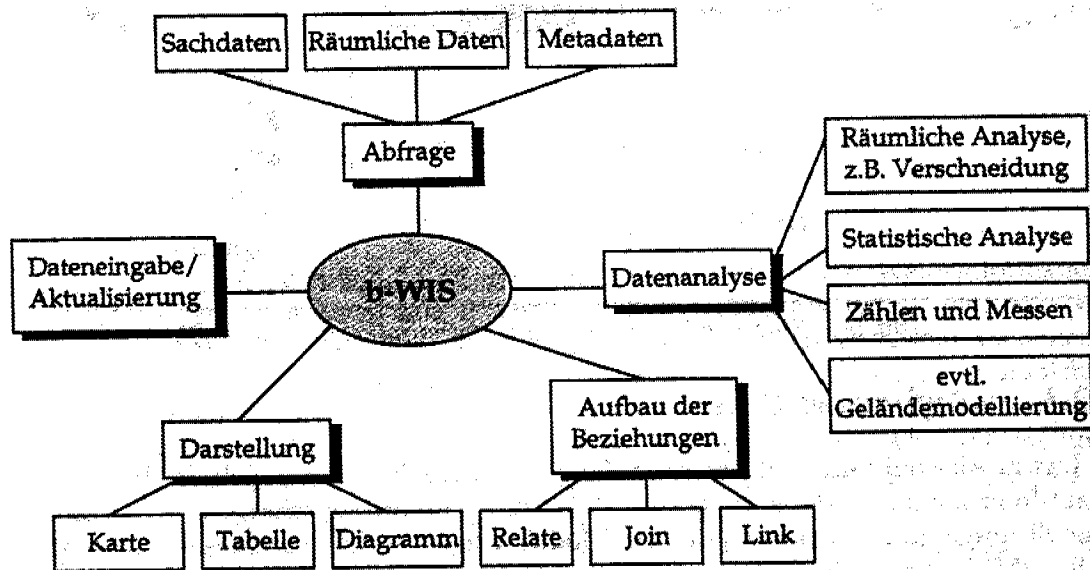 Sachdaten
Räumliche Daten
Metadaten
Abfrage
Räumliche Analyse,
z.B. Verschneidung
Dateneingabe/
Aktualisierung
b-WIS
Datenanalyse
Statistische Analyse
Zählen und Messen
evtl.
Geländemodellierung
Aufbau der
Beziehungen
Darstellung
Karte
Tabelle
Diagramm
Relate
Join
Link